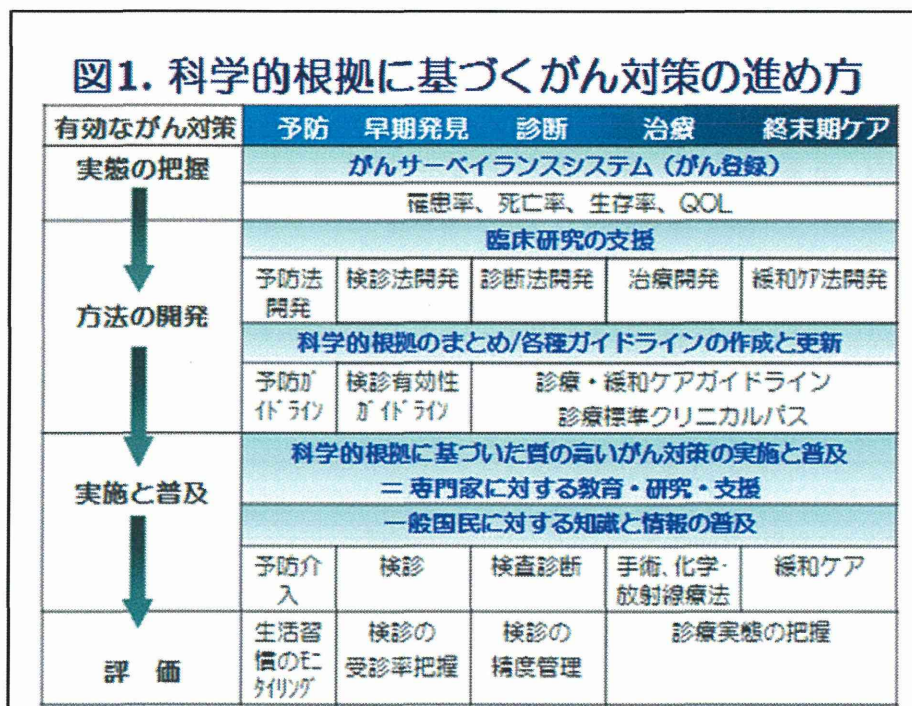 図1. 科学的根拠に基づくがん対策の進め方
有効ながん対策 予防 早期発見 診断 治療 終末期ケア
実態の把握
がんサーベイランスシステム（がん登録）
罹患率、死亡率、生存率、QOL
方法の開発
臨床研究の支援
予防法
開発
検診法開発
診断法開発
治療開発
緩和ケア法開発
科学的根拠のまとめ/各種ガイドラインの作成と更新
予防ガ
イドライン
検診有効性
ガイドライン
診療・緩和ケアガイドライン
診療標準クリニカルパス
実施と普及
科学的根拠に基づいた質の高いがん対策の実施と普及
＝専門家に対する教育・研究・支援
一般国民に対する知識と情報の普及
予防介
入
検診
検査診断
手術、化学・
放射線療法
緩和ケア
評 価
生活習
慣のモニ
タイリング
検診の
受診率把握
検診の
精度管理
診療実態の把握